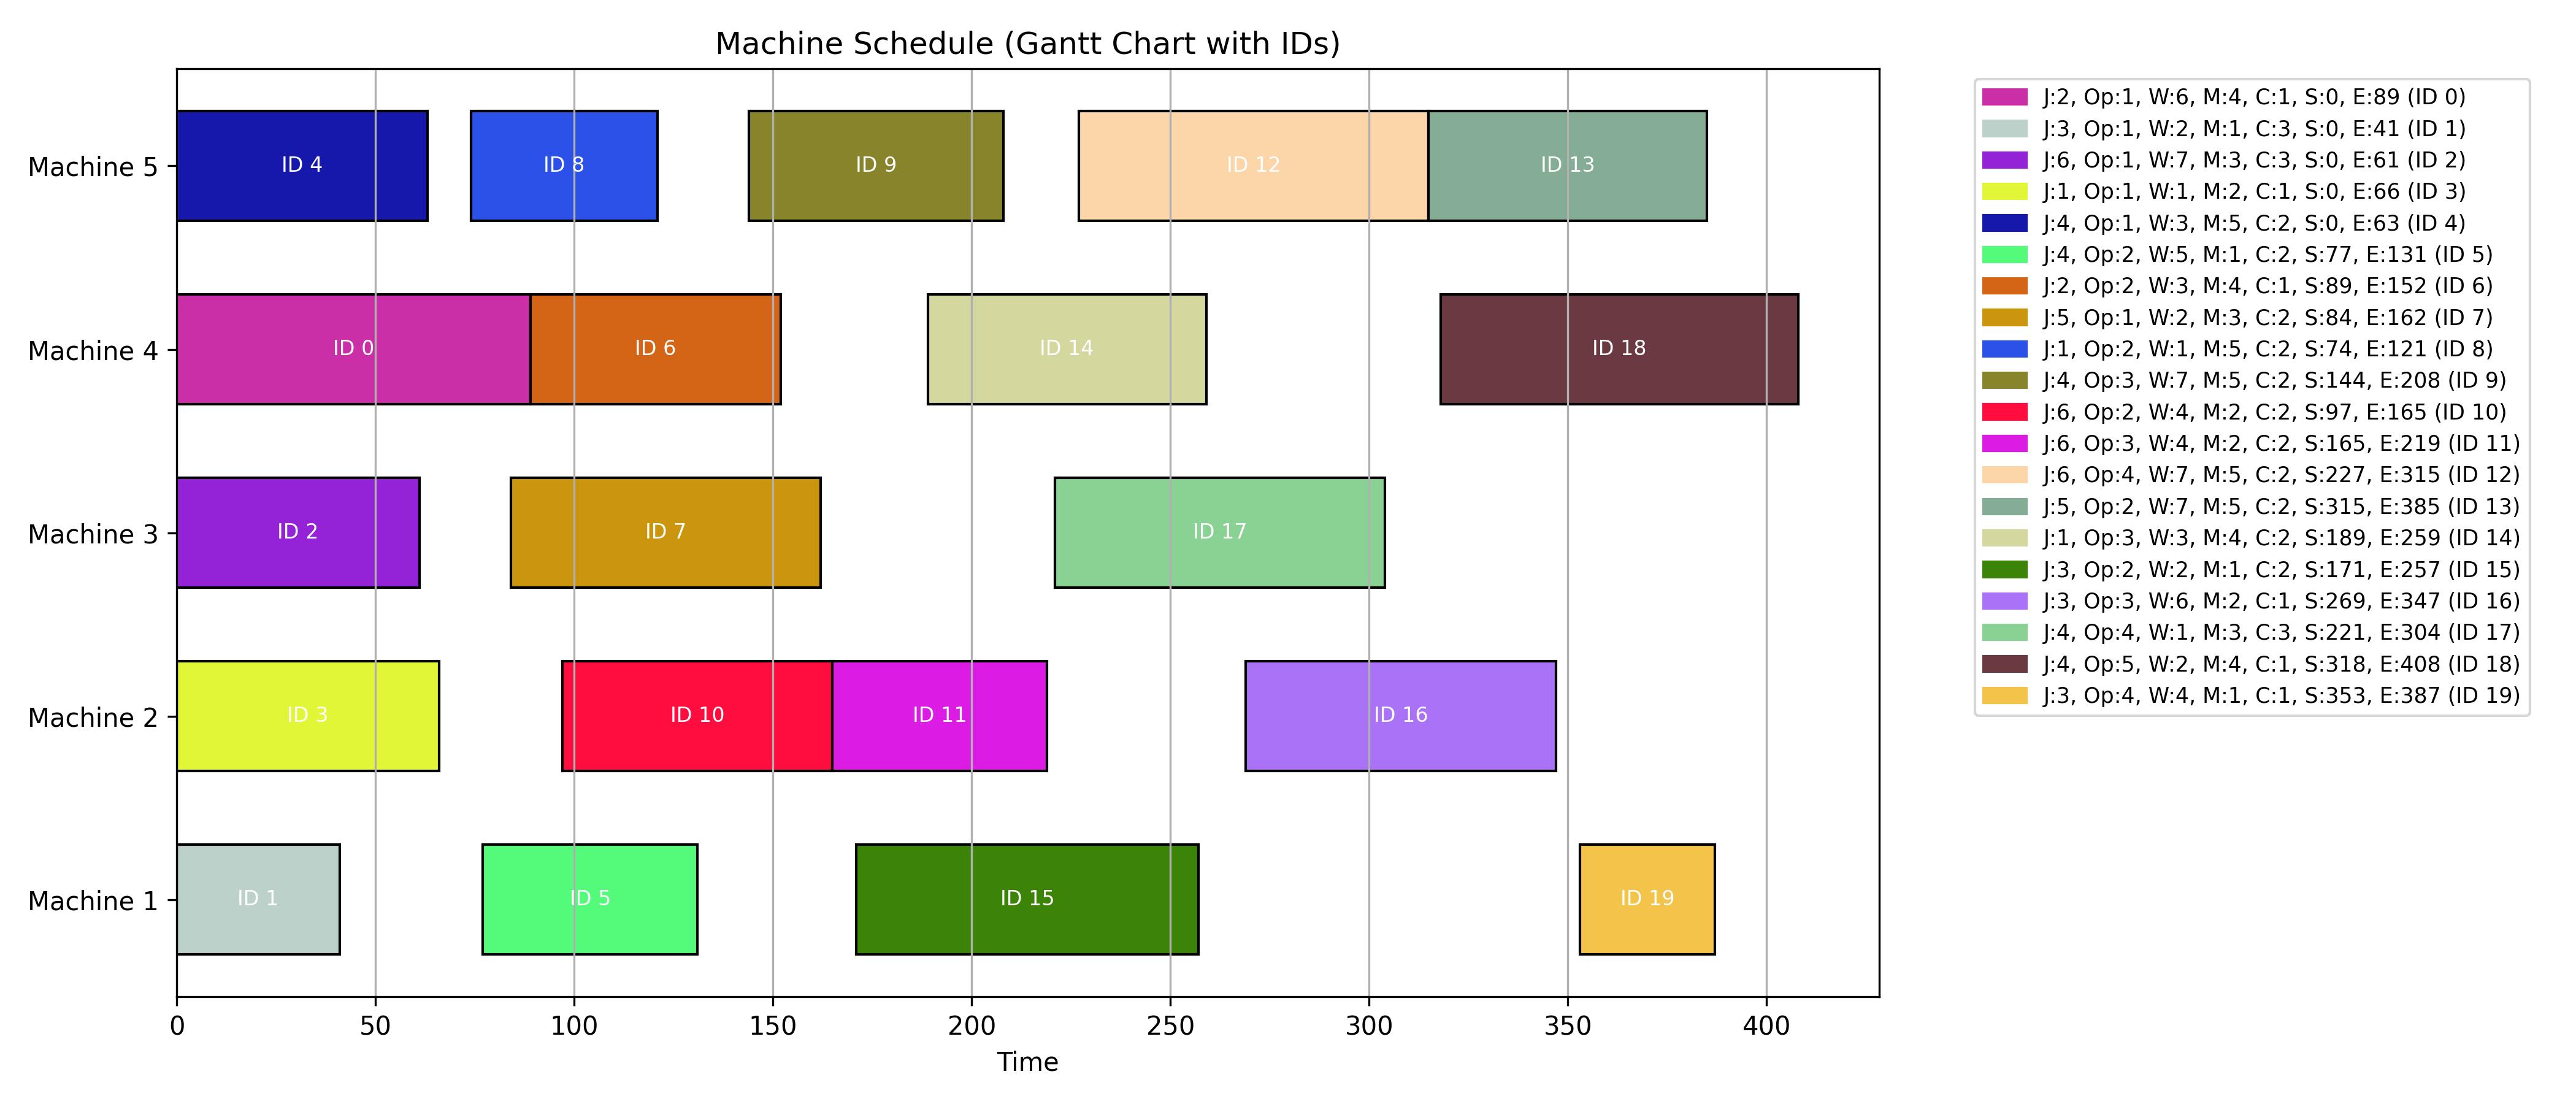 Machine Schedule (Gantt Chart with IDs)
Machine 5
ID 4
ID 8
ID 9
ID 12
ID 13
Machine 4
ID 0
ID 6
ID 14
ID 18
Machine 3
ID 2
ID 7
ID 17
Machine 2
ID 3
ID 10
ID 11
ID 16
Machine 1
ID 1
ID 5
ID 15
ID 19
0 50 100 150 200 250 300 350 400
Time
J:2, Op:1, W:6, M:4, C:1, S:0, E:89 (ID 0)
J:3, Op:1, W:2, M:1, C:3, S:0, E:41 (ID 1)
J:6, Op:1, W:7, M:3, C:3, S:0, E:61 (ID 2)
J:1, Op:1, W:1, M:2, C:1, S:0, E:66 (ID 3)
J:4, Op:1, W:3, M:5, C:2, S:0, E:63 (ID 4)
J:4, Op:2, W:5, M:1, C:2, S:77, E:131 (ID 5)
J:2, Op:2, W:3, M:4, C:1, S:89, E:152 (ID 6)
J:5, Op:1, W:2, M:3, C:2, S:84, E:162 (ID 7)
J:1, Op:2, W:1, M:5, C:2, S:74, E:121 (ID 8)
J:4, Op:3, W:7, M:5, C:2, S:144, E:208 (ID 9)
J:6, Op:2, W:4, M:2, C:2, S:97, E:165 (ID 10)
J:6, Op:3, W:4, M:2, C:2, S:165, E:219 (ID 11)
J:6, Op:4, W:7, M:5, C:2, S:227, E:315 (ID 12)
J:5, Op:2, W:7, M:5, C:2, S:315, E:385 (ID 13)
J:1, Op:3, W:3, M:4, C:2, S:189, E:259 (ID 14)
J:3, Op:2, W:2, M:1, C:2, S:171, E:257 (ID 15)
J:3, Op:3, W:6, M:2, C:1, S:269, E:347 (ID 16)
J:4, Op:4, W:1, M:3, C:3, S:221, E:304 (ID 17)
J:4, Op:5, W:2, M:4, C:1, S:318, E:408 (ID 18)
J:3, Op:4, W:4, M:1, C:1, S:353, E:387 (ID 19)